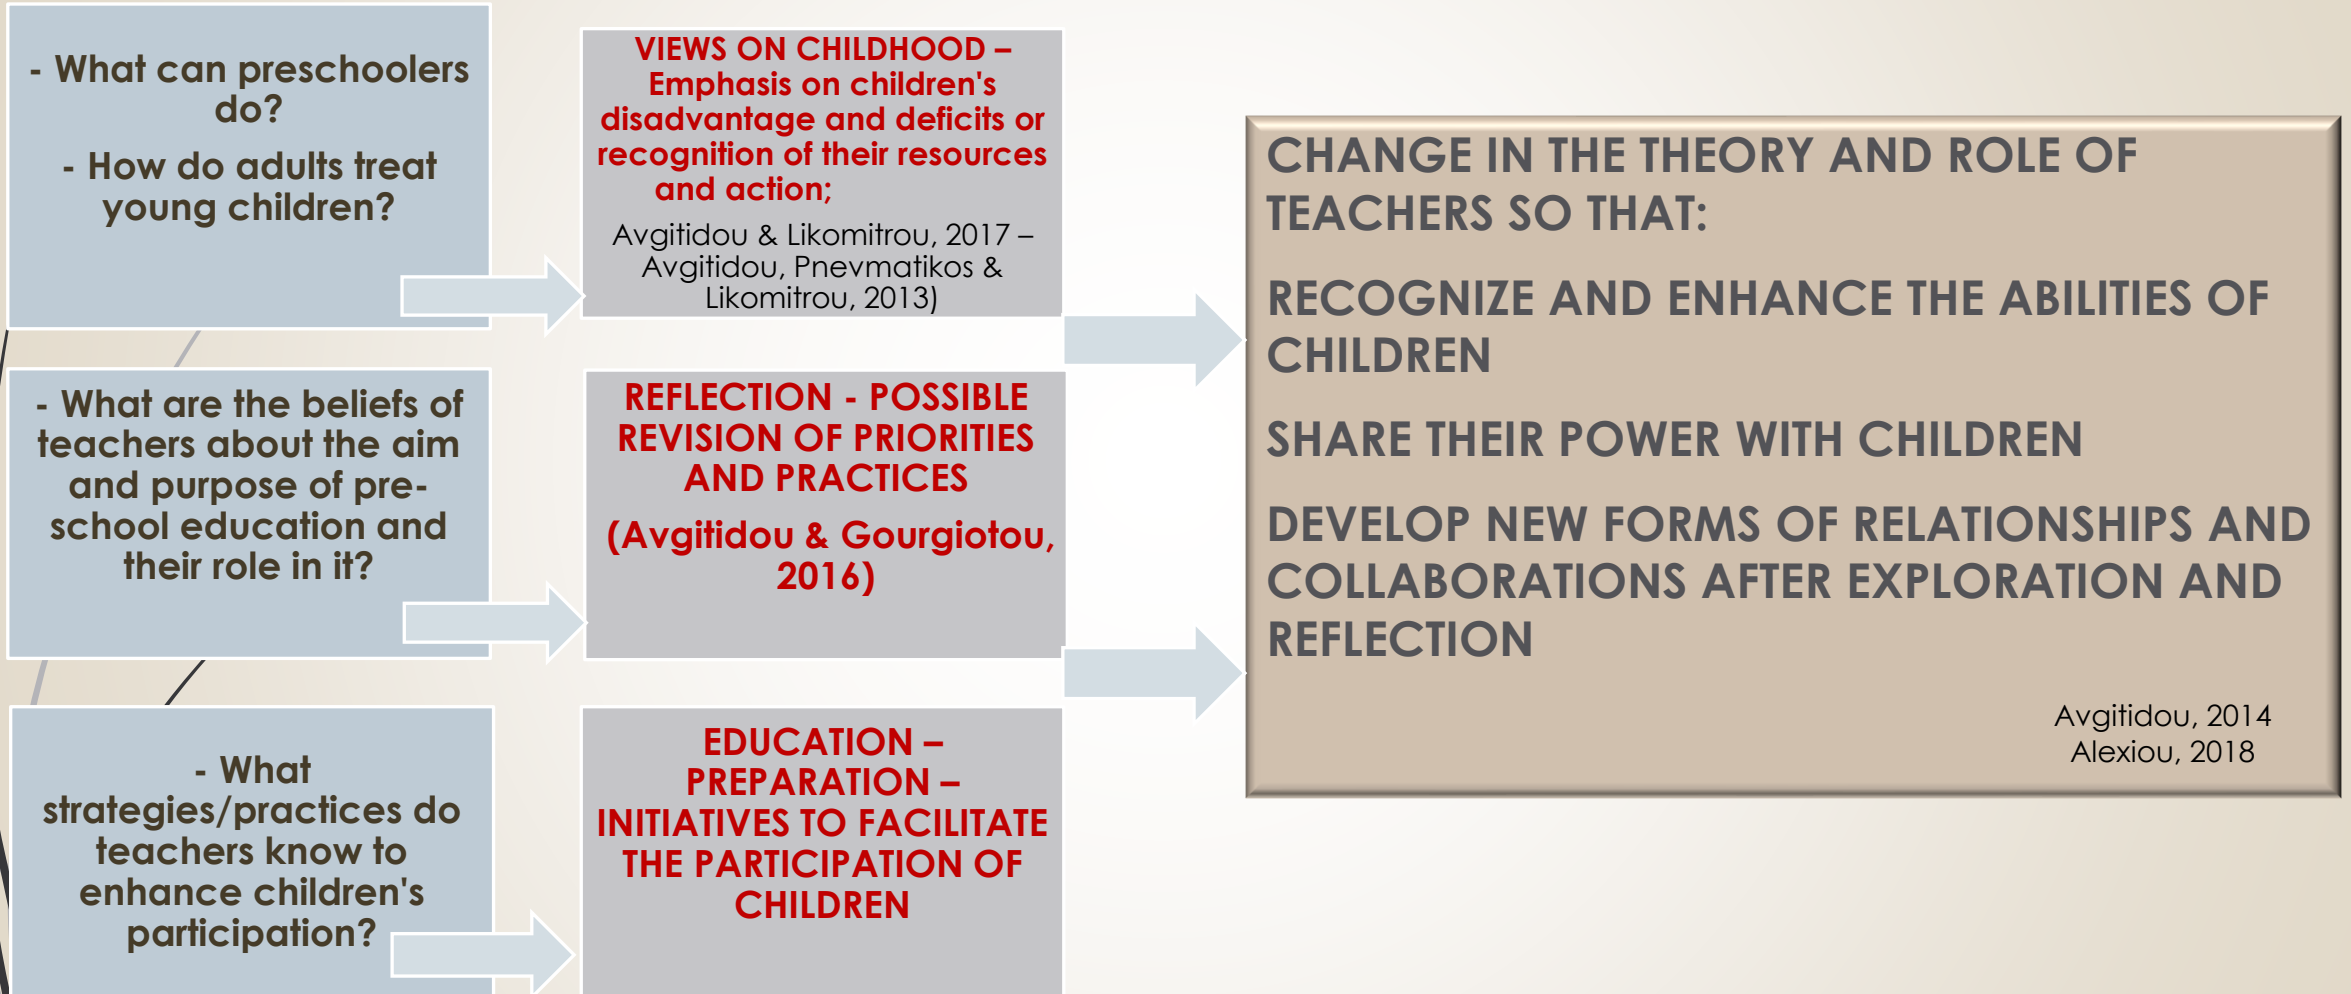 - What can preschoolers
do?
- How do adults treat
young children?
VIEWS ON CHILDHOOD –
Emphasis on children's
disadvantage and deficits or
recognition of their resources
and action;
Avgitidou & Likomitrou, 2017 –
Avgitidou, Pnevmatikos &
Likomitrou, 2013)
- What are the beliefs of
teachers about the aim
and purpose of pre-
school education and
their role in it?
REFLECTION - POSSIBLE
REVISION OF PRIORITIES
AND PRACTICES
(Avgitidou & Gourgiotou,
2016)
- What
strategies/practices do
teachers know to
enhance children's
participation?
EDUCATION –
PREPARATION –
INITIATIVES TO FACILITATE
THE PARTICIPATION OF
CHILDREN
CHANGE IN THE THEORY AND ROLE OF
TEACHERS SO THAT:
RECOGNIZE AND ENHANCE THE ABILITIES OF
CHILDREN
SHARE THEIR POWER WITH CHILDREN
DEVELOP NEW FORMS OF RELATIONSHIPS AND
COLLABORATIONS AFTER EXPLORATION AND
REFLECTION
Avgitidou, 2014
Alexiou, 2018